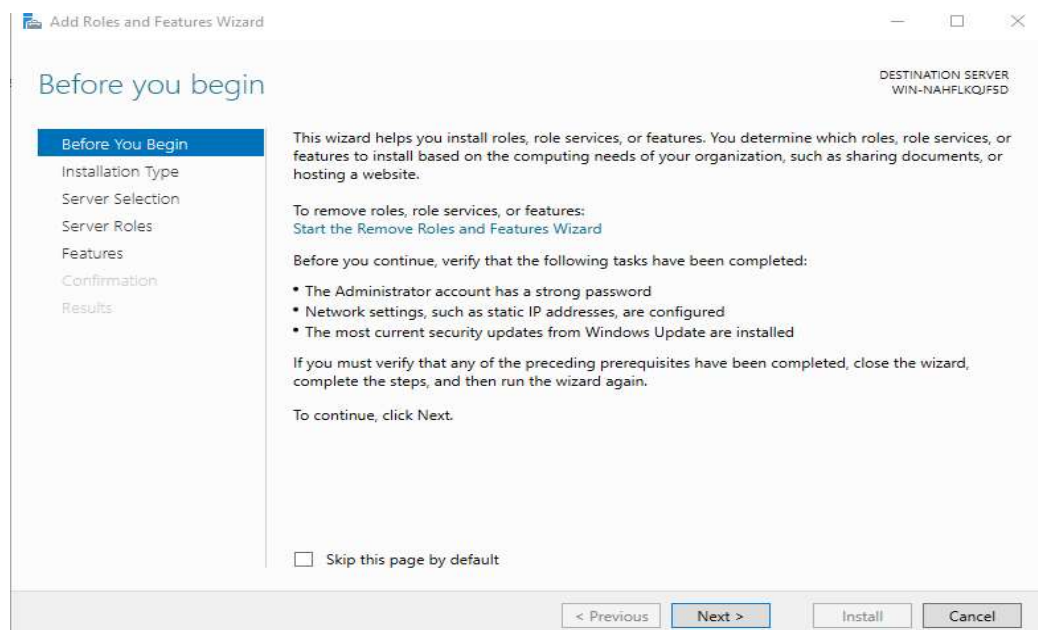 Add Roles and Features Wizard
Before you begin
DESTINATION SERVER
WIN-NAHFLKQJF5D
Before You Begin
Installation Type
Server Selection
Server Roles
Features
Confirmation
Results
This wizard helps you install roles, role services, or features. You determine which roles, role services, or
features to install based on the computing needs of your organization, such as sharing documents, or
hosting a website.
To remove roles, role services, or features:
Start the Remove Roles and Features Wizard
Before you continue, verify that the following tasks have been completed:
• The Administrator account has a strong password
• Network settings, such as static IP addresses, are configured
• The most current security updates from Windows Update are installed
If you must verify that any of the preceding prerequisites have been completed, close the wizard,
complete the steps, and then run the wizard again.
To continue, click Next.
Skip this page by default
< Previous
Next >
Install
Cancel